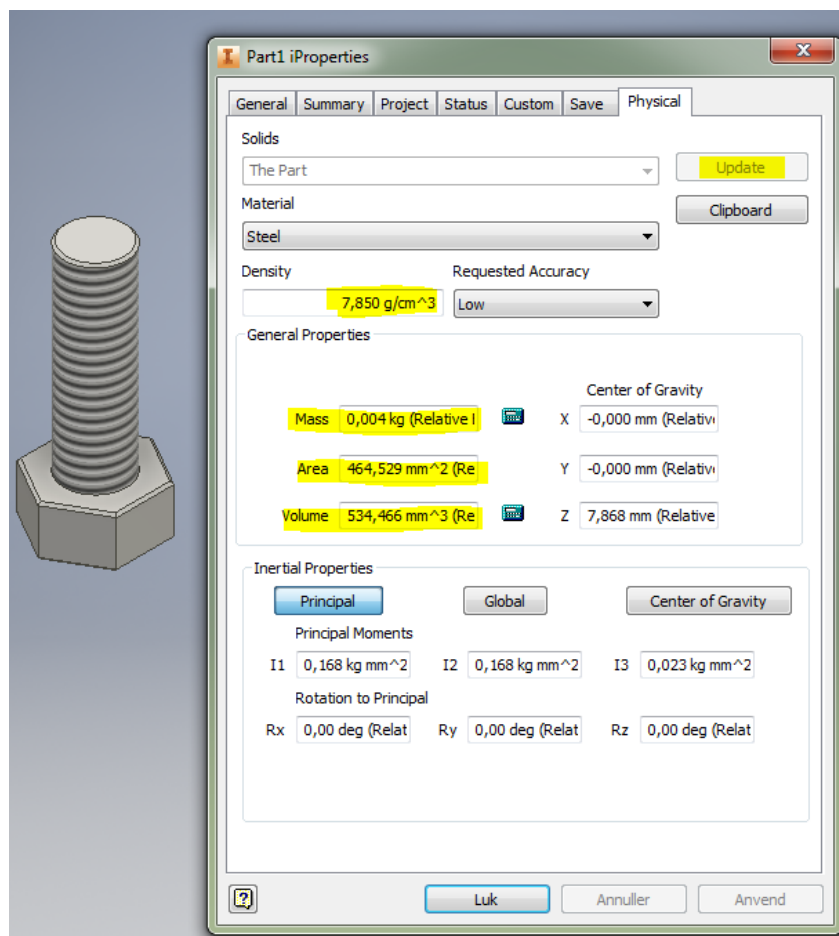 Part1 iProperties
General Summary Project Status Custom Save Physical
Solids
The Part
Update
Material
Clipboard
Steel
Density Requested Accuracy
7,850 g/cm^3 Low
General Properties
Center of Gravity
Mass 0,004 kg (Relative X -0,000 mm (Relativ
Area 464,529 mm^2 (Re Y -0,000 mm (Relativ
Volume 534,466 mm^3 (Re Z 7,868 mm (Relative
Inertial Properties
Principal Global Center of Gravity
Principal Moments
I1 0,168 kg mm^2 I2 0,168 kg mm^2 I3 0,023 kg mm^2
Rotation to Principal
Rx 0,00 deg (Relat Ry 0,00 deg (Relat Rz 0,00 deg (Relat
Luk Annuller Anvend